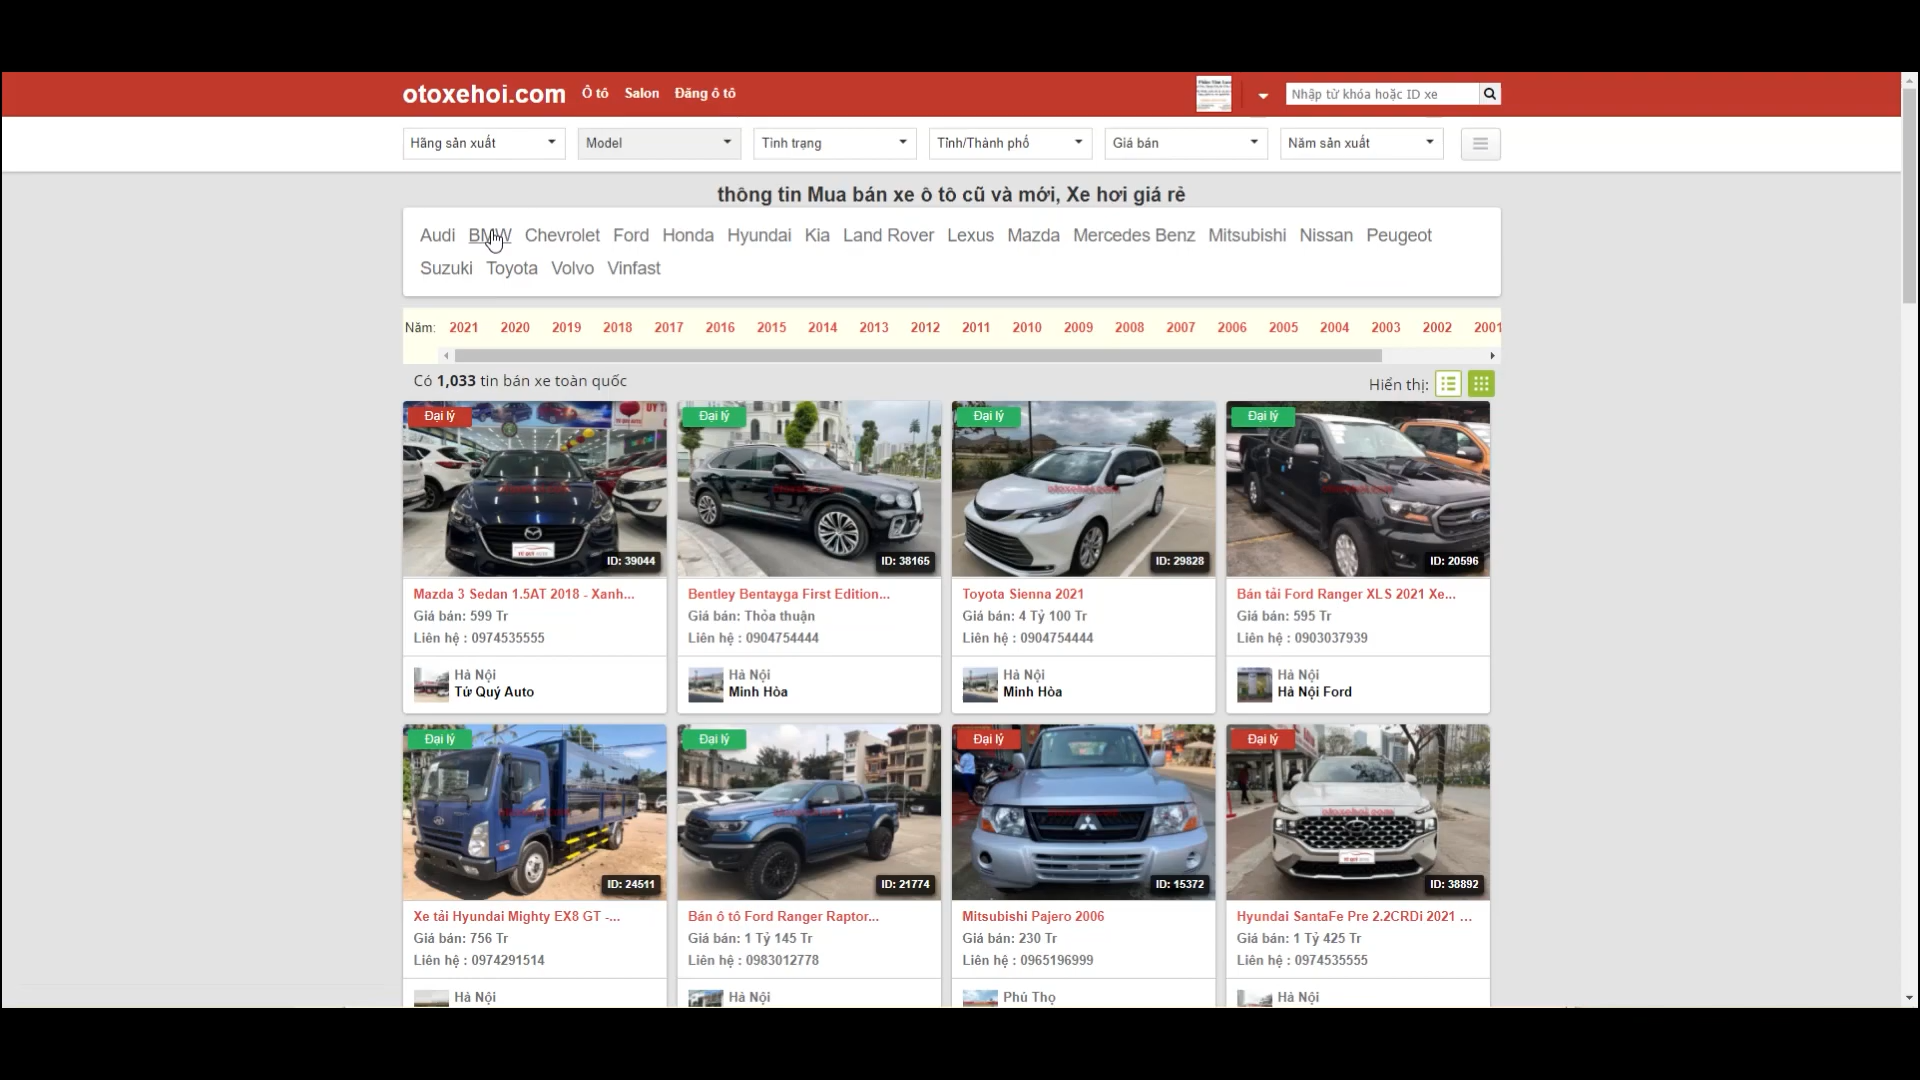 otoxehoi.com Ô tô Salon Đăng ô tô Nhập từ khóa hoặc ID xe
Hãng sản xuất Model Tình trạng Tỉnh/Thành phố Giá bán Năm sản xuất
thông tin Mua bán xe ô tô cũ và mới, Xe hơi giá rẻ
Audi BMW Chevrolet Ford Honda Hyundai Kia Land Rover Lexus Mazda Mercedes Benz Mitsubishi Nissan Peugeot
Suzuki Toyota Volvo Vinfast
Năm: 2021 2020 2019 2018 2017 2016 2015 2014 2013 2012 2011 2010 2009 2008 2007 2006 2005 2004 2003 2002 2001
Có 1,033 tin bán xe toàn quốc Hiển thị:
Đại lý Đại lý Đại lý Đại lý
ID: 39044 ID: 38165 ID: 29828 ID: 20596
Mazda 3 Sedan 1.5AT 2018 - Xanh... Bentley Bentayga First Edition... Toyota Sienna 2021 Bán tải Ford Ranger XLS 2021 Xe...
Giá bán: 599 Tr Giá bán: Thỏa thuận Giá bán: 4 Tỷ 100 Tr Giá bán: 595 Tr
Liên hệ : 0974535555 Liên hệ : 0904754444 Liên hệ : 0904754444 Liên hệ : 0903037939
Hà Nội Hà Nội Hà Nội Hà Nội
Tứ Quý Auto Minh Hòa Minh Hòa Hà Nội Ford
Đại lý Đại lý Đại lý Đại lý
otoxehoi.com
ID: 24511 ID: 21774 ID: 15372 ID: 38892
Xe tải Hyundai Mighty EX8 GT -... Bán ô tô Ford Ranger Raptor... Mitsubishi Pajero 2006 Hyundai SantaFe Pre 2.2CRDi 2021 ...
Giá bán: 756 Tr Giá bán: 1 Tỷ 145 Tr Giá bán: 230 Tr Giá bán: 1 Tỷ 425 Tr
Liên hệ : 0974291514 Liên hệ : 0983012778 Liên hệ : 0965196999 Liên hệ : 0974535555
Hà Nội Hà Nội Phú Thọ Hà Nội